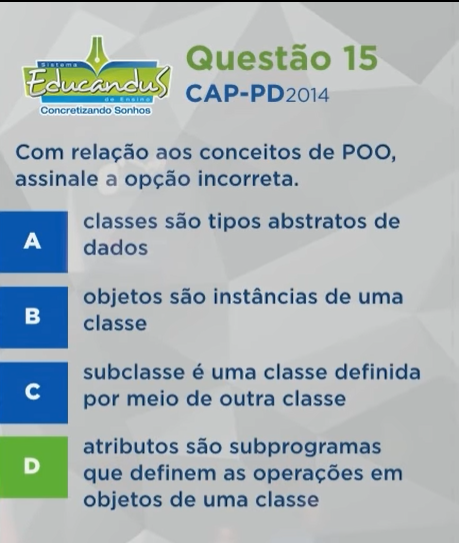 Sistema
Educandus
de Ensino
Concretizando Sonhos
Questão 15
CAP-PD2014
Com relação aos conceitos de POO,
assinale a opção incorreta.
A
classes são tipos abstratos de
dados
B
objetos são instâncias de uma
classe
C
subclasse é uma classe definida
por meio de outra classe
D
atributos são subprogramas
que definem as operações em
objetos de uma classe